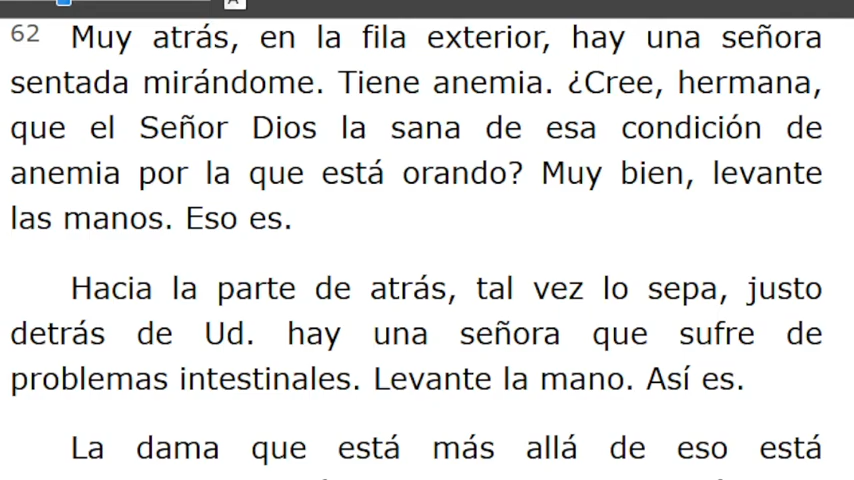 62 Muy atrás, en la fila exterior, hay una señora
sentada mirándome. Tiene anemia. ¿Cree, hermana,
que el Señor Dios la sana de esa condición de
anemia por la que está orando? Muy bien, levante
las manos. Eso es.
Hacia la parte de atrás, tal vez lo sepa, justo
detrás de Ud. hay una señora que sufre de
problemas intestinales. Levante la mano. Así es.
La dama que está más allá de eso está